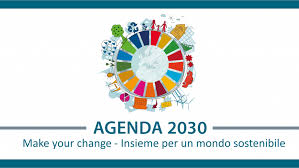 AGENDA 2030
Make your change - Insieme per un mondo sostenibile